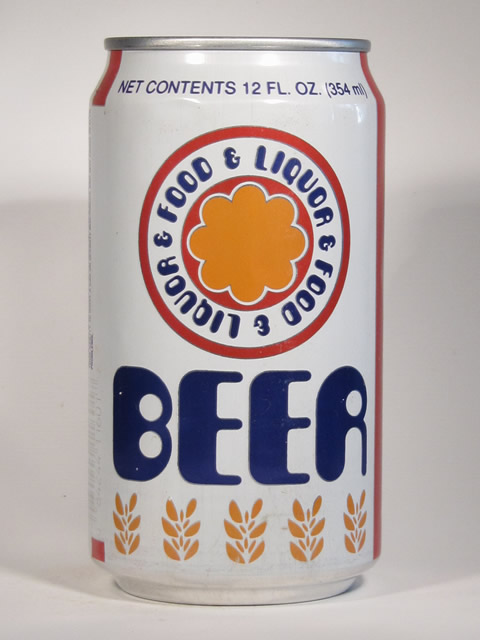 NET CONTENTS 12 FL. OZ. (354 ml)
FOOD & LIQUOR & FOOD & LIQUOR &
BEER